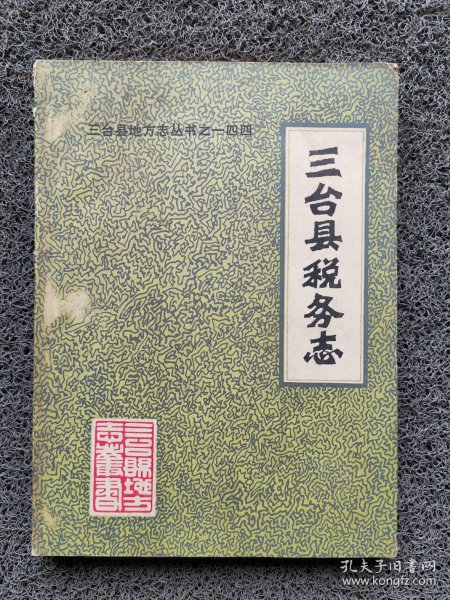 三台县地方志丛书之一四四
三台县税务志
三台县地方
志丛書
孔夫子旧书网
www.kongfz.com